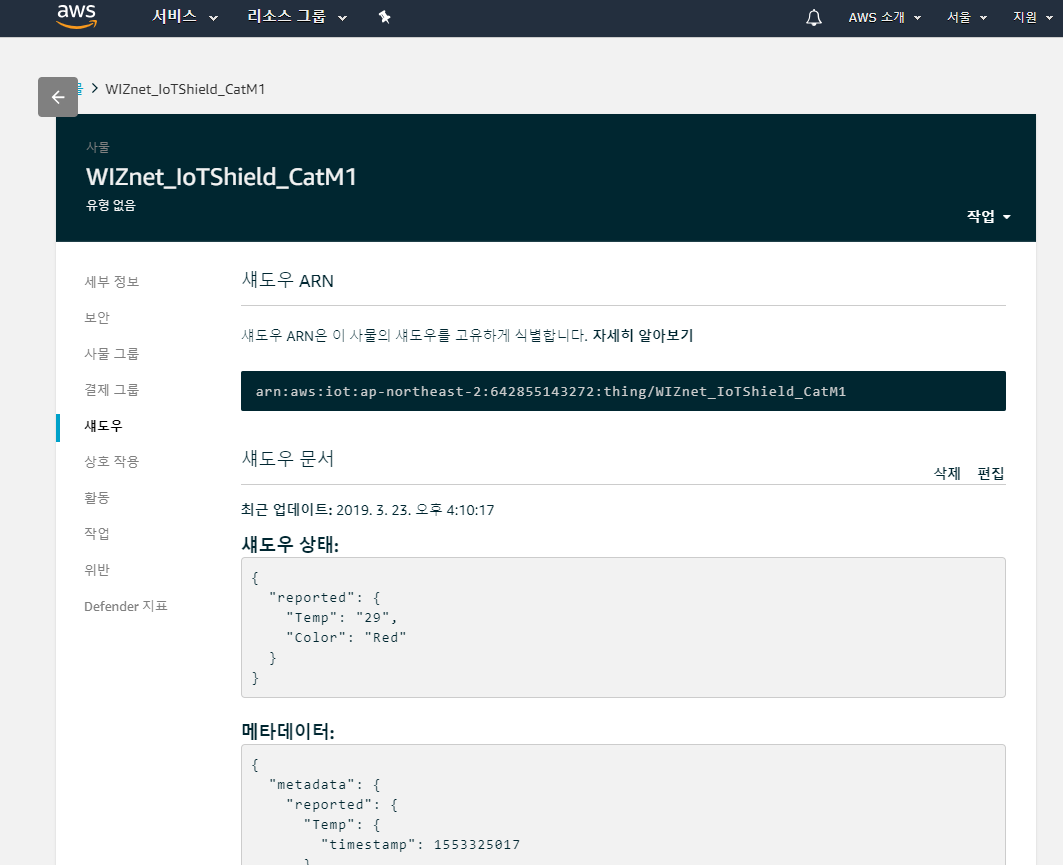 aws
서비스
리소스 그룹
AWS 소개
서울
지원
WIZnet_IoTShield_CatM1
사물
WIZnet_IoTShield_CatM1
유형 없음
작업
세부 정보
보안
사물 그룹
결제 그룹
섀도우
상호 작용
활동
작업
위반
Defender 지표
섀도우 ARN
섀도우 ARN은 이 사물의 섀도우를 고유하게 식별합니다. 자세히 알아보기
arn:aws:iot:ap-northeast-2:642855143272:thing/WIZnet_IoTShield_CatM1
섀도우 문서
삭제 편집
최근 업데이트: 2019. 3. 23. 오후 4:10:17
섀도우 상태:
{
"reported": {
"Temp": "29",
"Color": "Red"
}
}
메타데이터:
{
"metadata": {
"reported": {
"Temp": {
"timestamp": 1553325017
}